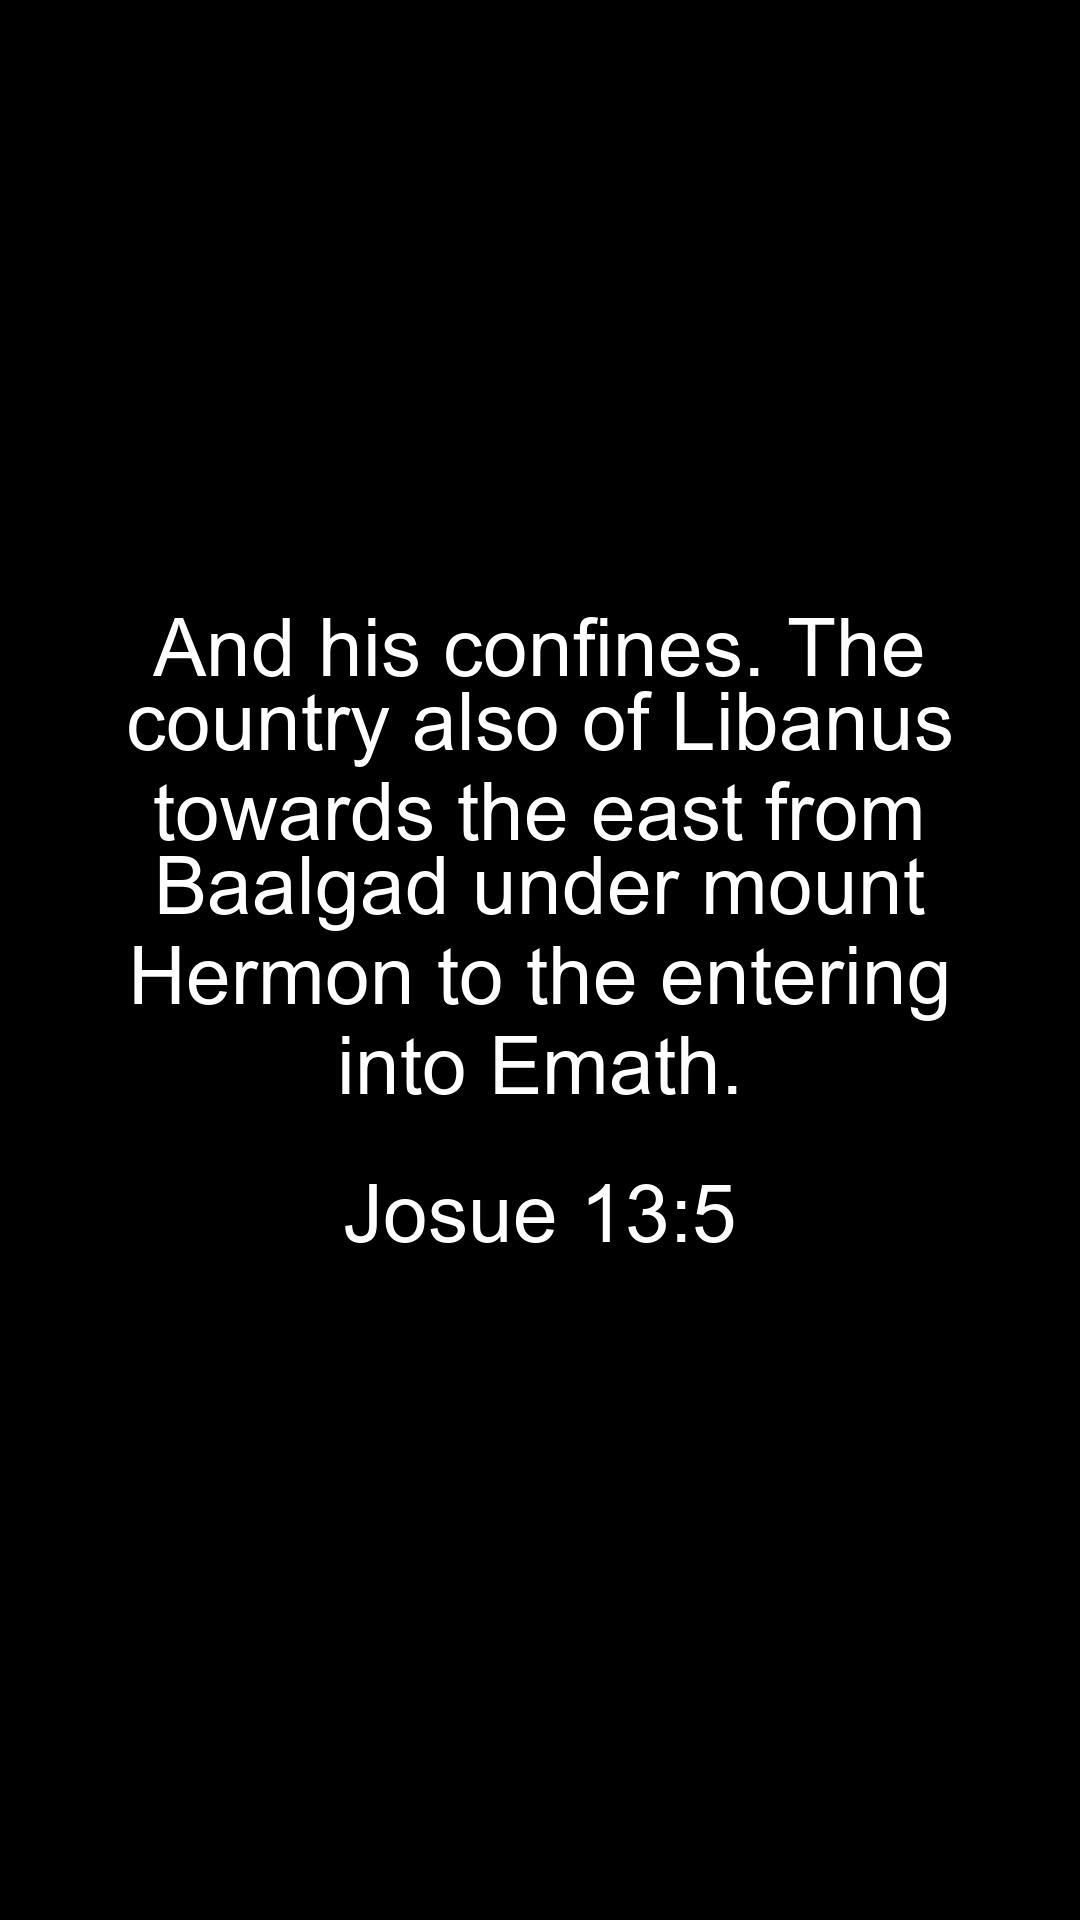 And his confines. The
country also of Libanus
towards the east from
Baalgad under mount
Hermon to the entering
into Emath.
Josue 13:5